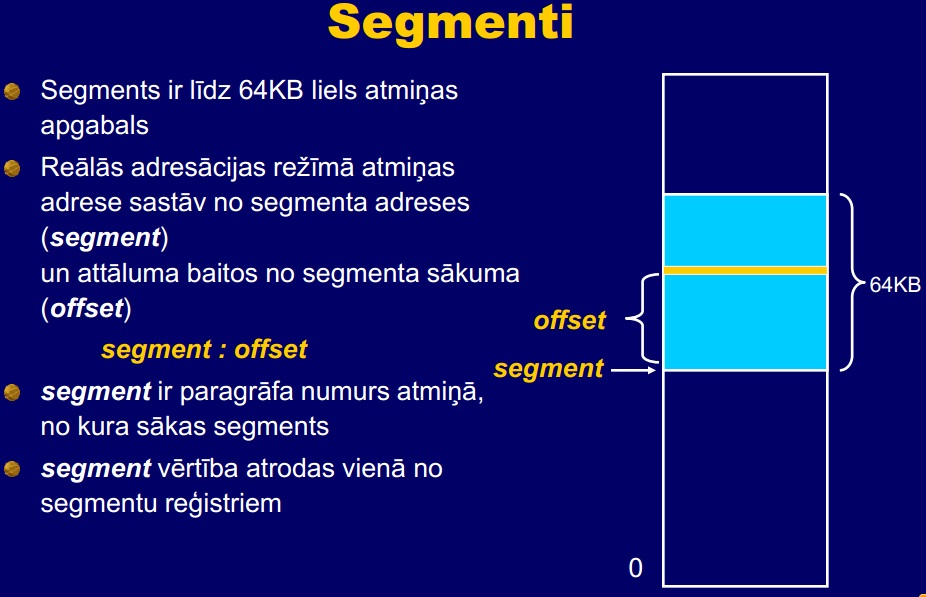 Segmenti
Segments ir līdz 64KB liels atmiņas
apgabals
Reālās adresācijas režīmā atmiņas
adrese sastāv no segmenta adreses
(segment)
un attāluma baitos no segmenta sākuma
(offset)
segment : offset
segment ir paragrāfa numurs atmiņā,
no kura sākas segments
segment vērtība atrodas vienā no
segmentu reģistriem
64KB
offset
segment
0